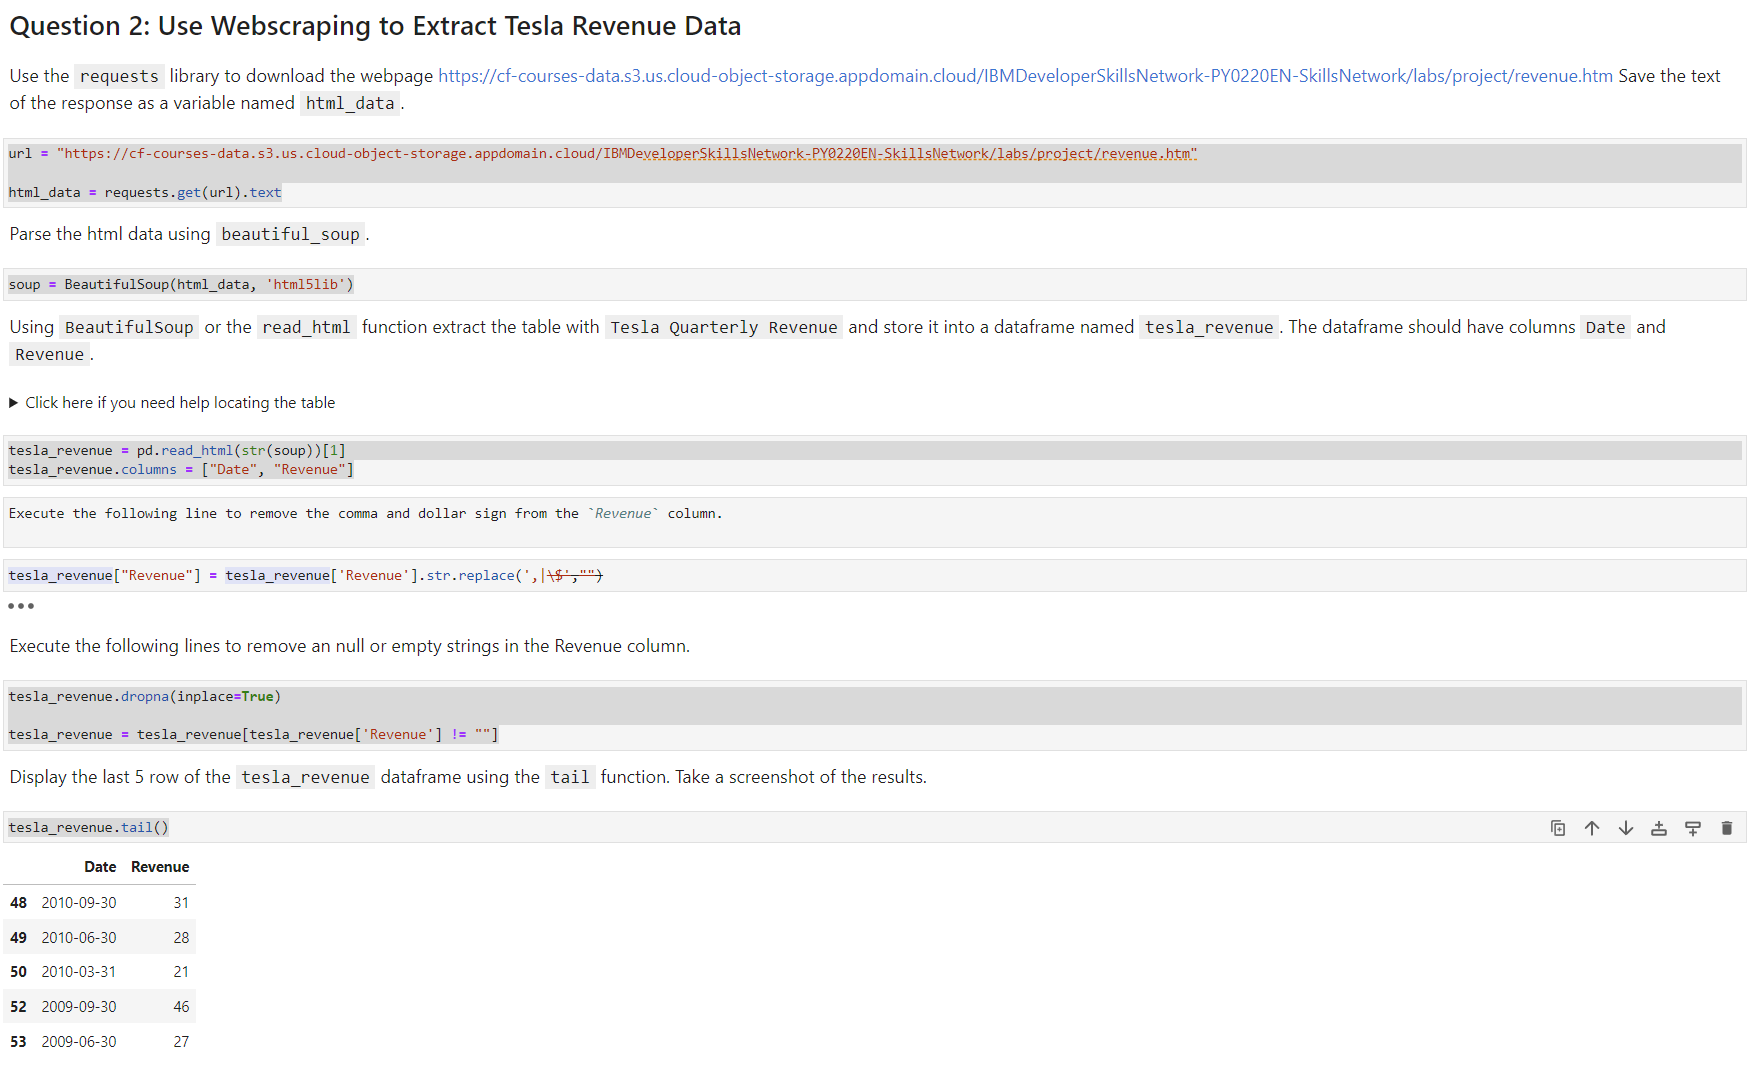 Question 2: Use Webscraping to Extract Tesla Revenue Data
Use the requests library to download the webpage https://cf-courses-data.s3.us.cloud-object-storage.appdomain.cloud/IBMDeveloperSkillsNetwork-PY0220EN-SkillsNetwork/labs/project/revenue.htm Save the text
of the response as a variable named html_data.
url = "https://cf-courses-data.s3.us.cloud-object-storage.appdomain.cloud/IBMDeveloperSkillsNetwork-PY0220EN-SkillsNetwork/labs/project/revenue.htm"
html_data = requests.get(url).text
Parse the html data using beautiful_soup.
soup = BeautifulSoup(html_data, 'html5lib')
Using BeautifulSoup or the read_html function extract the table with Tesla Quarterly Revenue and store it into a dataframe named tesla_revenue. The dataframe should have columns Date and
Revenue.
▶ Click here if you need help locating the table
tesla_revenue = pd.read_html(str(soup))[1]
tesla_revenue.columns = ["Date", "Revenue"]
Execute the following line to remove the comma and dollar sign from the `Revenue` column.
tesla_revenue["Revenue"] = tesla_revenue['Revenue'].str.replace(',|\$',"")
•••
Execute the following lines to remove an null or empty strings in the Revenue column.
tesla_revenue.dropna(inplace=True)
tesla_revenue = tesla_revenue[tesla_revenue['Revenue'] != ""]
Display the last 5 row of the tesla_revenue dataframe using the tail function. Take a screenshot of the results.
tesla_revenue.tail()
Date Revenue
48 2010-09-30 31
49 2010-06-30 28
50 2010-03-31 21
52 2009-09-30 46
53 2009-06-30 27